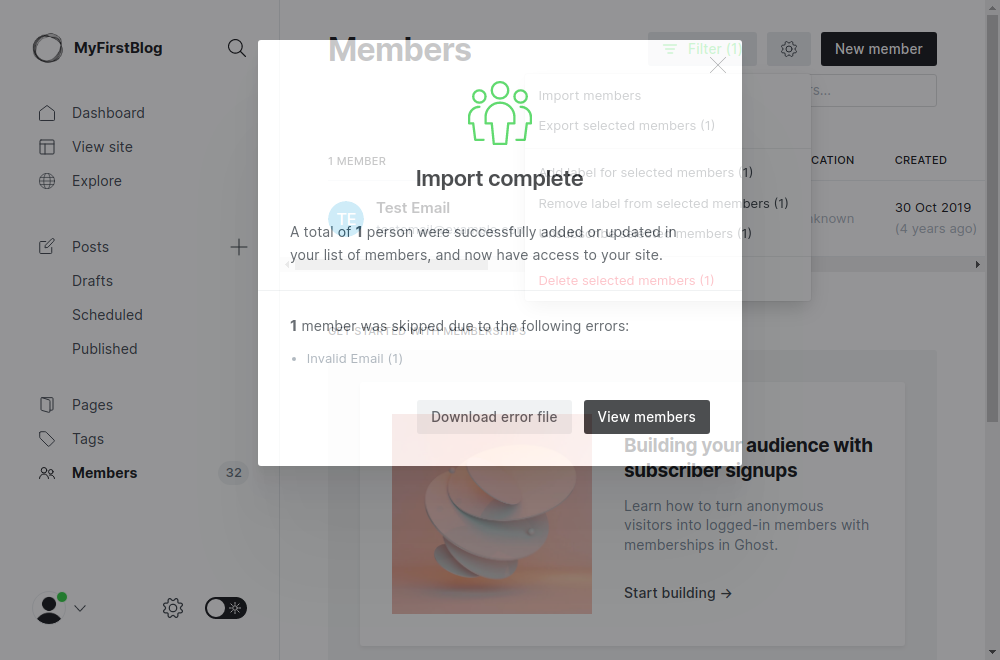 MyFirstBlog
Dashboard
View site
Explore
Posts
Drafts
Scheduled
Published
Pages
Tags
Members
32
Members
Filter (1)
New member
Import members
Export selected members (1)
Add label for selected members (1)
Remove label from selected members (1)
selected members (1)
Delete selected members (1)
1 MEMBER
CREATED
TE
Test Email
30 Oct 2019
(4 years ago)
Import complete
A total of 1 person were successfully added or updated in
your list of members, and now have access to your site.
1 member was skipped due to the following errors:
Invalid Email (1)
Download error file
View members
GET STARTED WITH MEMBERSHIPS
Building your audience with
subscriber signups
Learn how to turn anonymous
visitors into logged-in members with
memberships in Ghost.
Start building →